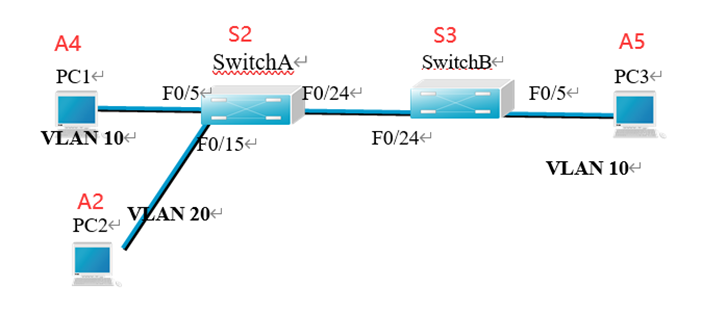 A4
S2
S3
A5
PC1↵
SwitchA↵
SwitchB↵
PC3↵
F0/5↵
F0/24↵
F0/5↵
VLAN 10↵
F0/15↵
F0/24↵
VLAN 10↵
A2
PC2↵
VLAN 20↵